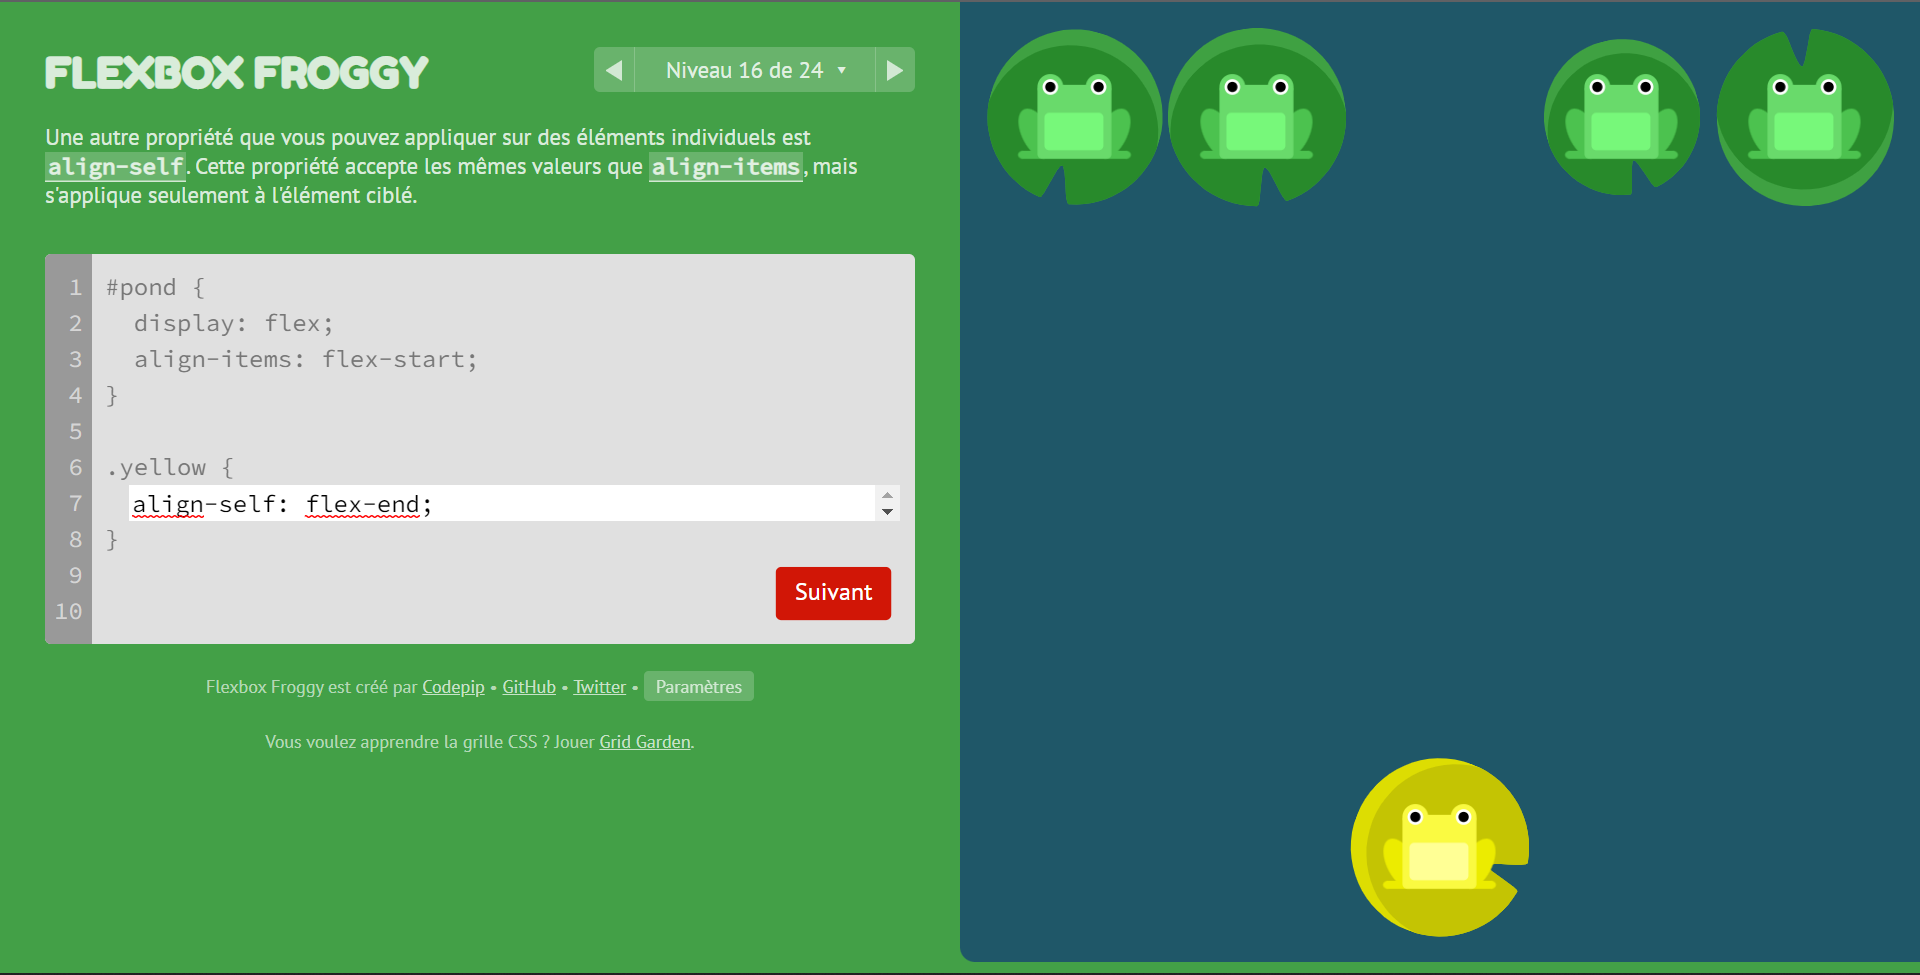 FLEXBOX FROGGY
Niveau 16 de 24
Une autre propriété que vous pouvez appliquer sur des éléments individuels est
align-self. Cette propriété accepte les mêmes valeurs que align-items, mais
s'applique seulement à l'élément ciblé.
1 #pond {
2 display: flex;
3 align-items: flex-start;
4 }
5
6 .yellow {
7 align-self: flex-end;
8 }
9
10
Suivant
Flexbox Froggy est créé par Codepip • GitHub • Twitter • Paramètres
Vous voulez apprendre la grille CSS ? Jouer Grid Garden.